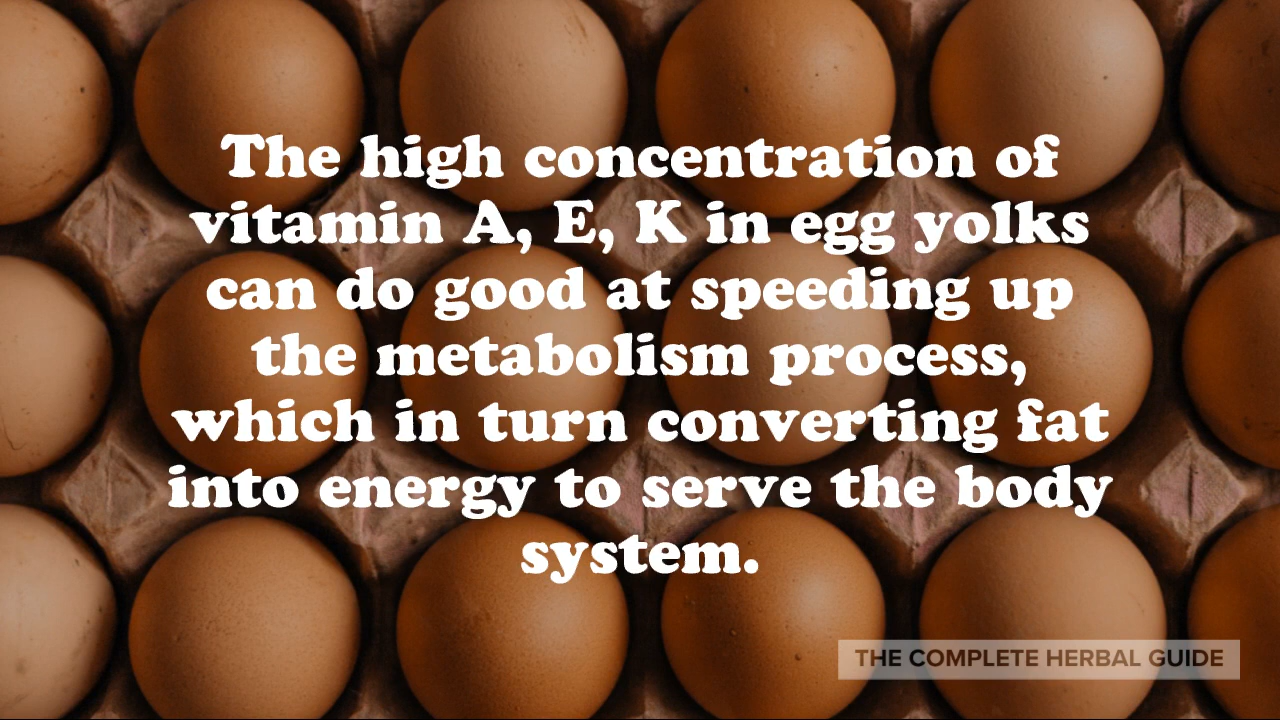 The high concentration of
vitamin A, E, K in egg yolks
can do good at speeding up
the metabolism process,
which in turn converting fat
into energy to serve the body
system.
THE COMPLETE HERBAL GUIDE